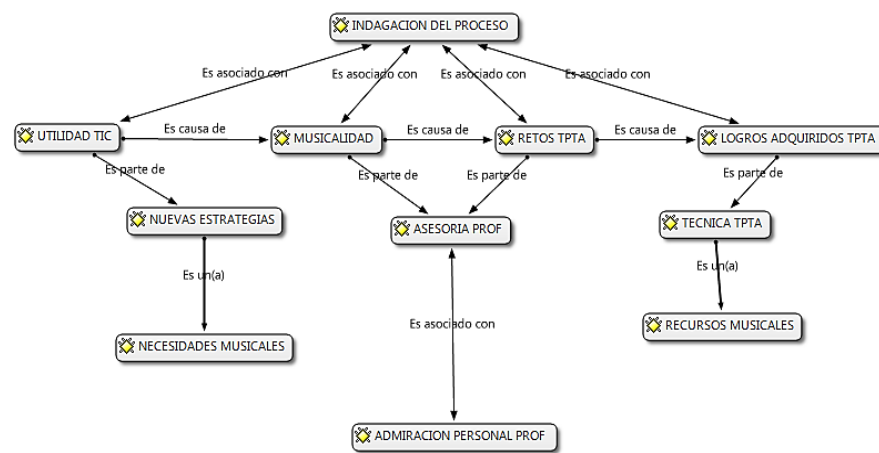 INDAGACION DEL PROCESO
Es asociado con
Es asociado con
Es asociado con
Es asociado con
UTILIDAD TIC
Es causa de
MUSICALIDAD
Es causa de
RETOS TPTA
Es causa de
LOGROS ADQUIRIDOS TPTA
Es parte de
Es parte de
Es parte de
Es parte de
NUEVAS ESTRATEGIAS
ASESORIA PROF
TECNICA TPTA
Es un(a)
Es un(a)
Es asociado con
RECURSOS MUSICALES
NECESIDADES MUSICALES
ADMIRACION PERSONAL PROF